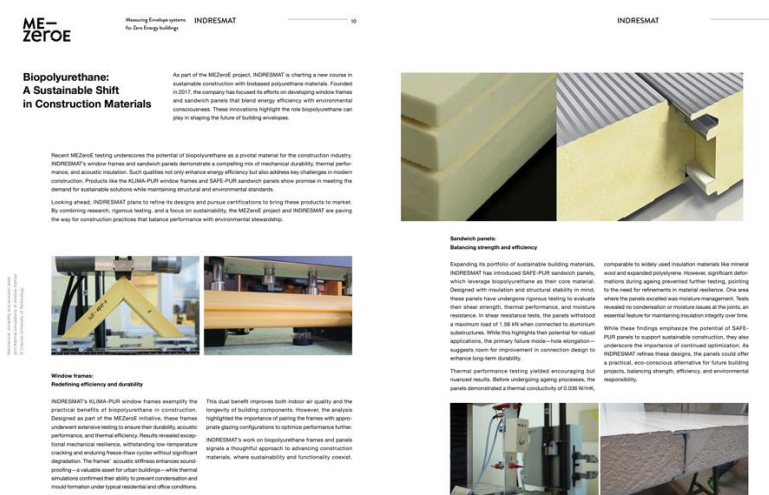 ME—
ZeroE
Measuring Envelope systems
for Zero Energy buildings
INDRESMAT
10
Biopolyurethane:
A Sustainable Shift
in Construction Materials
As part of the MEZeroE project, INDRESMAT is charting a new course in
sustainable construction with biobased polyurethane materials. Founded
in 2017, the company has focused its efforts on developing window frames
and sandwich panels that blend energy efficiency with environmental
consciousness. These innovations highlight the role biopolyurethane can
play in shaping the future of building envelopes.
Recent MEZeroE testing underscores the potential of biopolyurethane as a pivotal material for the construction industry.
INDRESMAT's window frames and sandwich panels demonstrate a compelling mix of mechanical durability, thermal perfor-
mance, and acoustic insulation. Such qualities not only enhance energy efficiency but also address key challenges in modern
construction. Products like the KLIMA-PUR window frames and SAFE-PUR sandwich panels show promise in meeting the
demand for sustainable solutions while maintaining structural and environmental standards.
Looking ahead, INDRESMAT plans to refine its designs and pursue certifications to bring these products to market.
By combining research, rigorous testing, and a focus on sustainability, the MEZeroE project and INDRESMAT are paving
the way for construction practices that balance performance with environmental stewardship.
Mechanical, durability and acoustic tests
and thermal simulations of window frames
© Cracow University of Technology
Window frames:
Redefining efficiency and durability
INDRESMAT's KLIMA-PUR window frames exemplify the
practical benefits of biopolyurethane in construction.
Designed as part of the MEZeroE initiative, these frames
underwent extensive testing to ensure their durability, acoustic
performance, and thermal efficiency. Results revealed excep-
tional mechanical resilience, withstanding low-temperature
cracking and enduring freeze-thaw cycles without significant
degradation. The frames' acoustic stiffness enhances sound-
proofing—a valuable asset for urban buildings—while thermal
simulations confirmed their ability to prevent condensation and
mould formation under typical residential and office conditions.
This dual benefit improves both indoor air quality and the
longevity of building components. However, the analysis
highlighted the importance of pairing the frames with appro-
priate glazing configurations to optimize performance further.
INDRESMAT's work on biopolyurethane frames and panels
signals a thoughtful approach to advancing construction
materials, where sustainability and functionality coexist.
INDRESMAT
Sandwich panels:
Balancing strength and efficiency
Expanding its portfolio of sustainable building materials,
INDRESMAT has introduced SAFE-PUR sandwich panels,
which leverage biopolyurethane as their core material.
Designed with insulation and structural stability in mind,
these panels have undergone rigorous testing to evaluate
their shear strength, thermal performance, and moisture
resistance. In shear resistance tests, the panels withstood
a maximum load of 1.58 kN when connected to aluminium
substructures. While this highlights their potential for robust
applications, the primary failure mode—hole elongation—
suggests room for improvement in connection design to
enhance long-term durability.
Thermal performance testing yielded encouraging but
nuanced results. Before undergoing ageing processes, the
panels demonstrated a thermal conductivity of 0.036 W/mK,
comparable to widely used insulation materials like mineral
wool and expanded polystyrene. However, significant defor-
mations during ageing prevented further testing, pointing
to the need for refinements in material resilience. One area
where the panels excelled was moisture management. Tests
revealed no condensation or moisture issues at the joints, an
essential feature for maintaining insulation integrity over time.
While these findings emphasize the potential of SAFE-
PUR panels to support sustainable construction, they also
underscore the importance of continued optimization. As
INDRESMAT refines these designs, the panels could offer
a practical, eco-conscious alternative for future building
projects, balancing strength, efficiency, and environmental
responsibility.